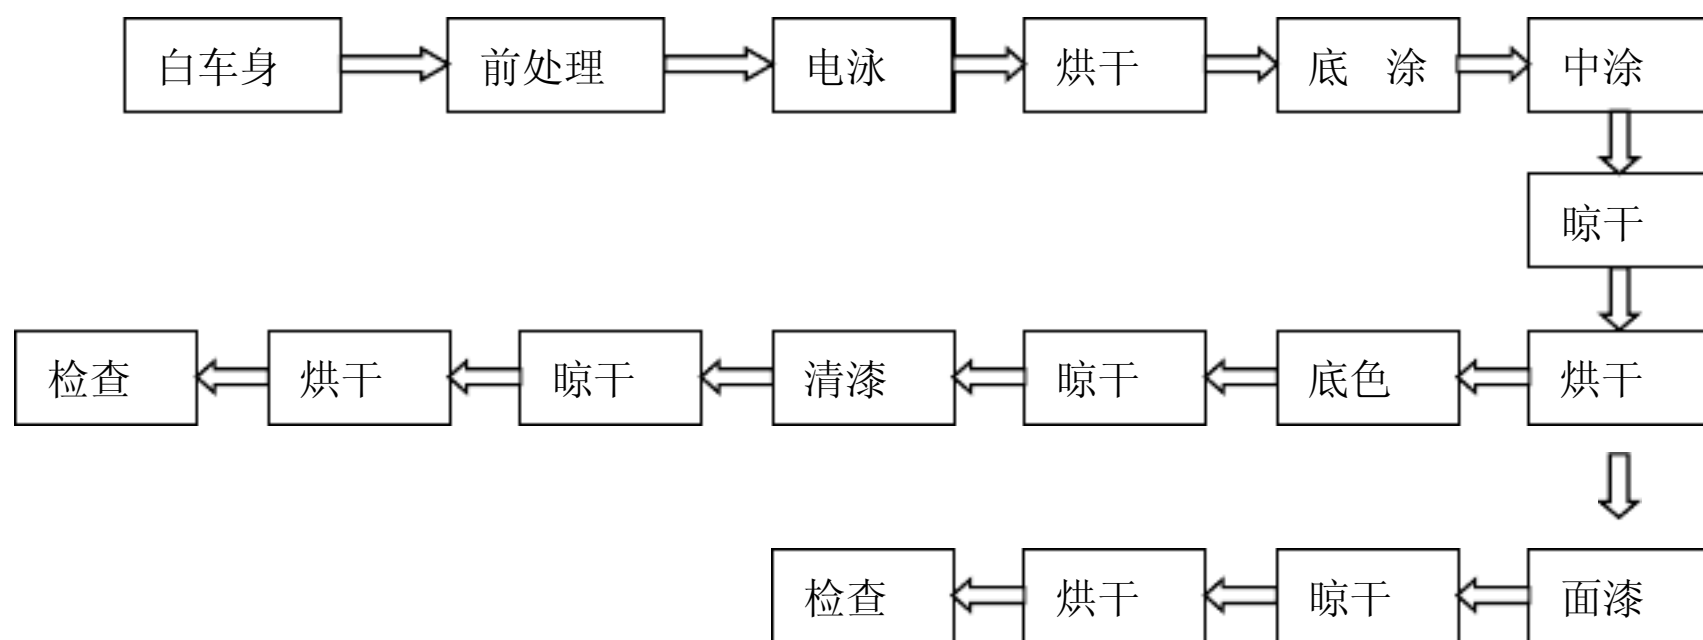 白车身 前处理 电泳 烘干 底 涂 中涂
晾干
检查 烘干 晾干 清漆 晾干 底色 烘干
检查 烘干 晾干 面漆